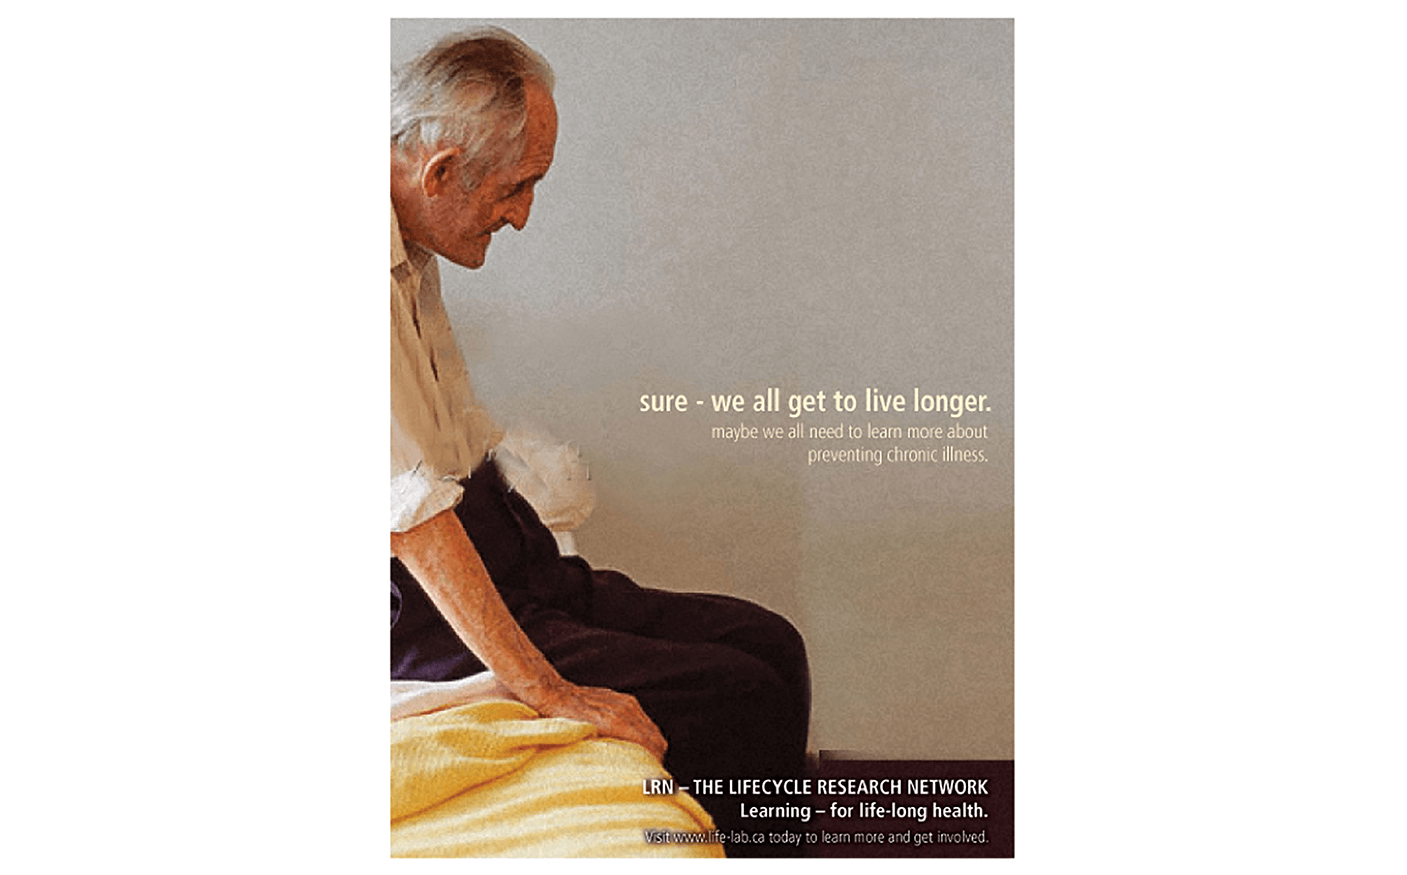 sure - we all get to live longer.
maybe we all need to learn more about
preventing chronic illness.
LRN – THE LIFECYCLE RESEARCH NETWORK
Learning – for life-long health.
Visit www.life-lab.ca today to learn more and get involved.